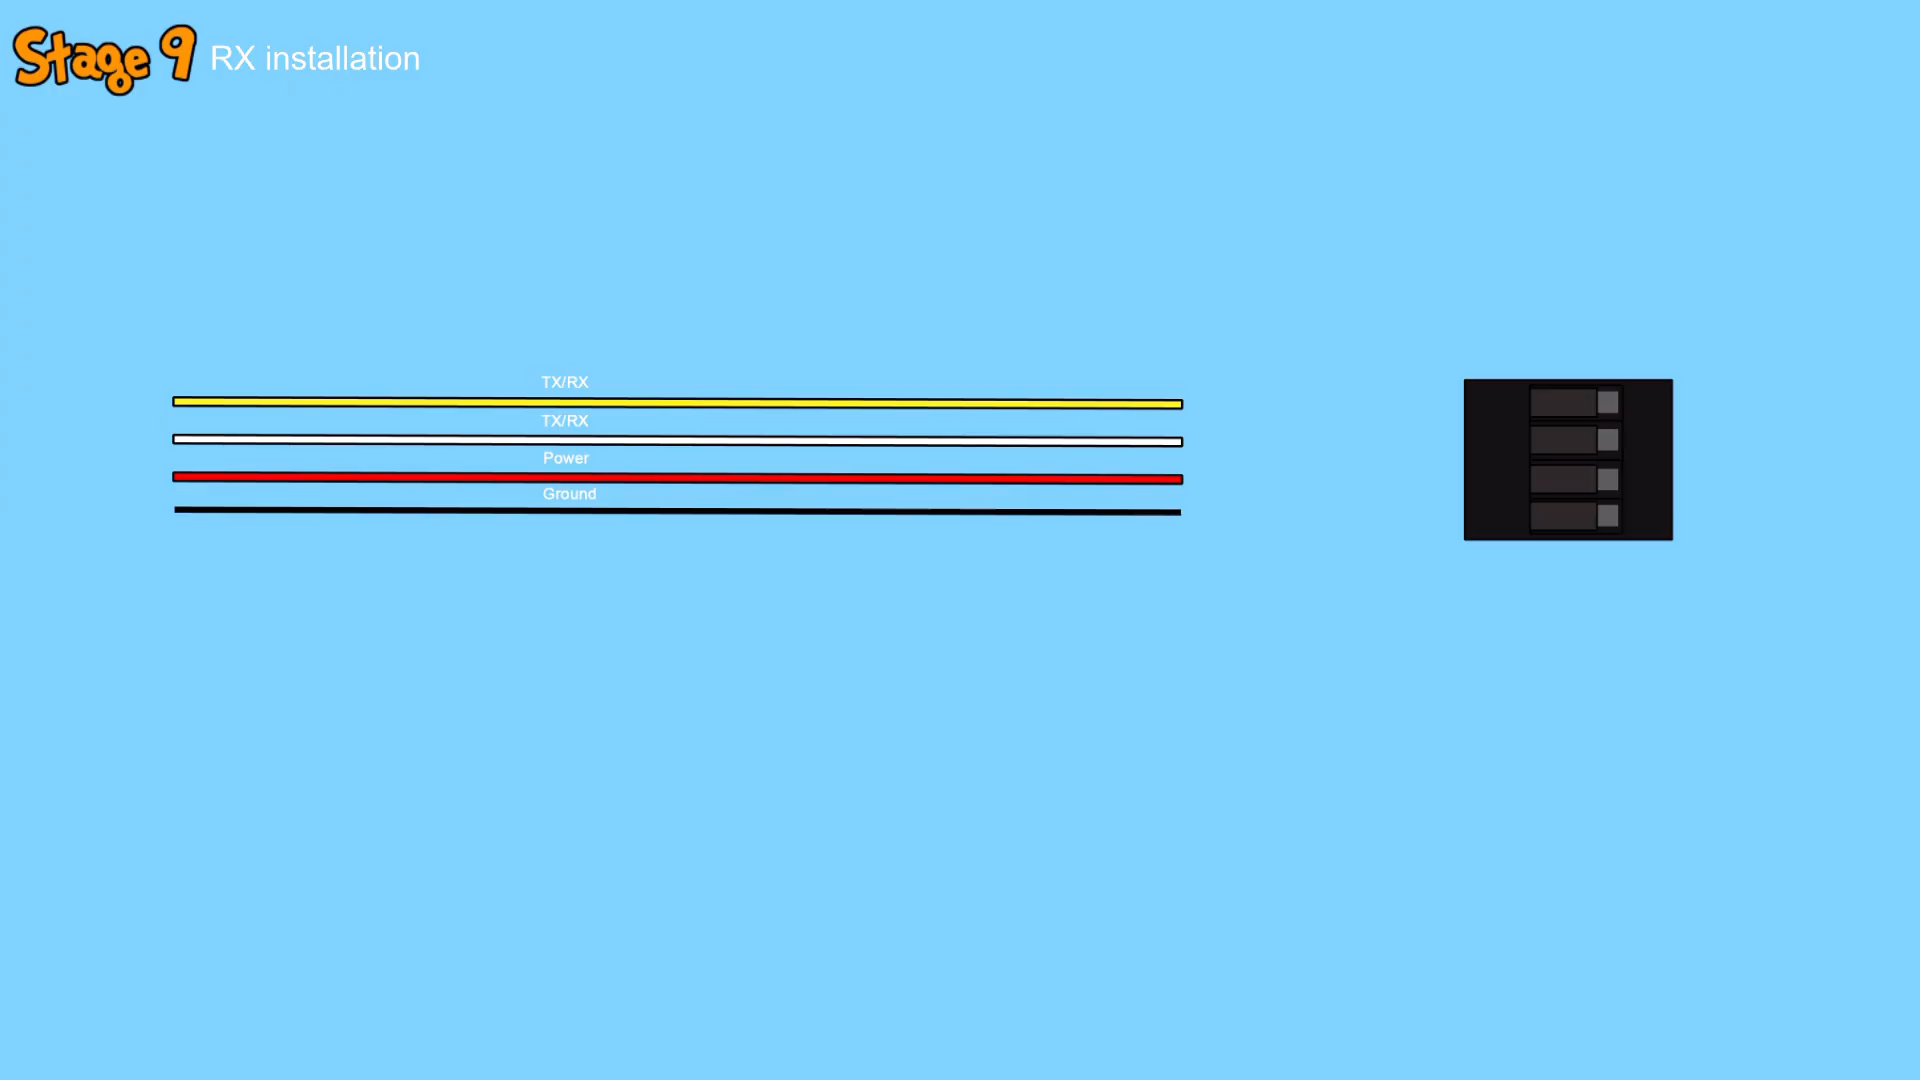 Stage 9 RX installation
TX/RX
TX/RX
Power
Ground